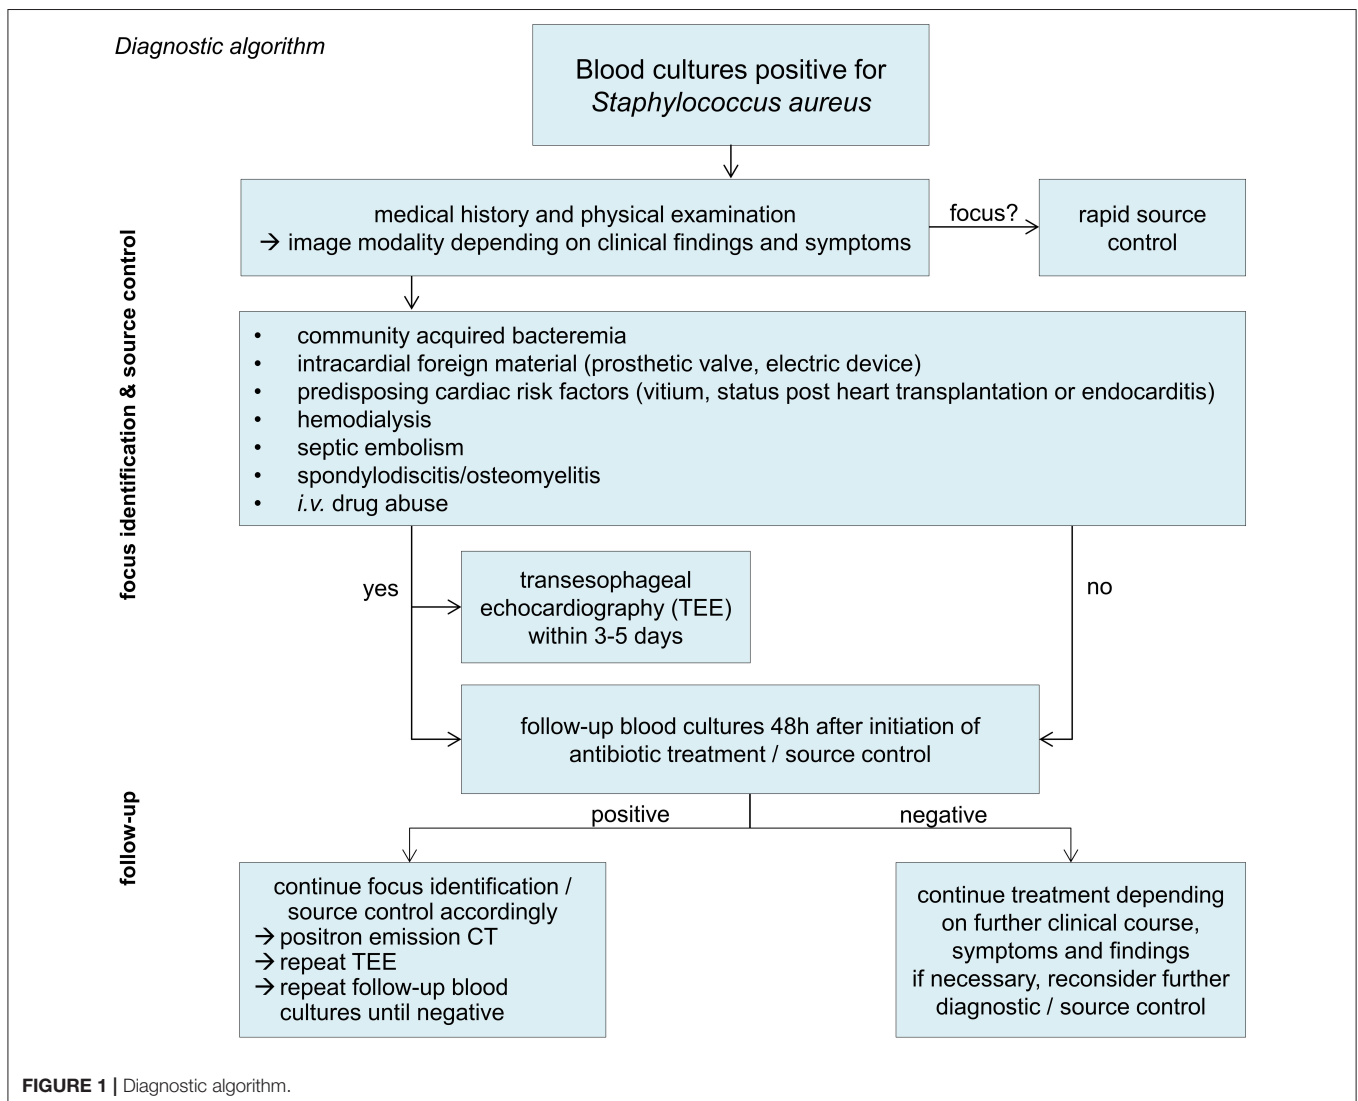 Diagnostic algorithm
Blood cultures positive for
Staphylococcus aureus
medical history and physical examination
→ image modality depending on clinical findings and symptoms
focus?
rapid source
control
focus identification & source control
• community acquired bacteremia
• intracardial foreign material (prosthetic valve, electric device)
• predisposing cardiac risk factors (vitium, status post heart transplantation or endocarditis)
• hemodialysis
• septic embolism
• spondylodiscitis/osteomyelitis
• i.v. drug abuse
yes
transesophageal
echocardiography (TEE)
within 3-5 days
no
follow-up blood cultures 48h after initiation of
antibiotic treatment / source control
follow-up
positive
negative
continue focus identification /
source control accordingly
→ positron emission CT
→ repeat TEE
→ repeat follow-up blood
cultures until negative
continue treatment depending
on further clinical course,
symptoms and findings
if necessary, reconsider further
diagnostic / source control
FIGURE 1 | Diagnostic algorithm.